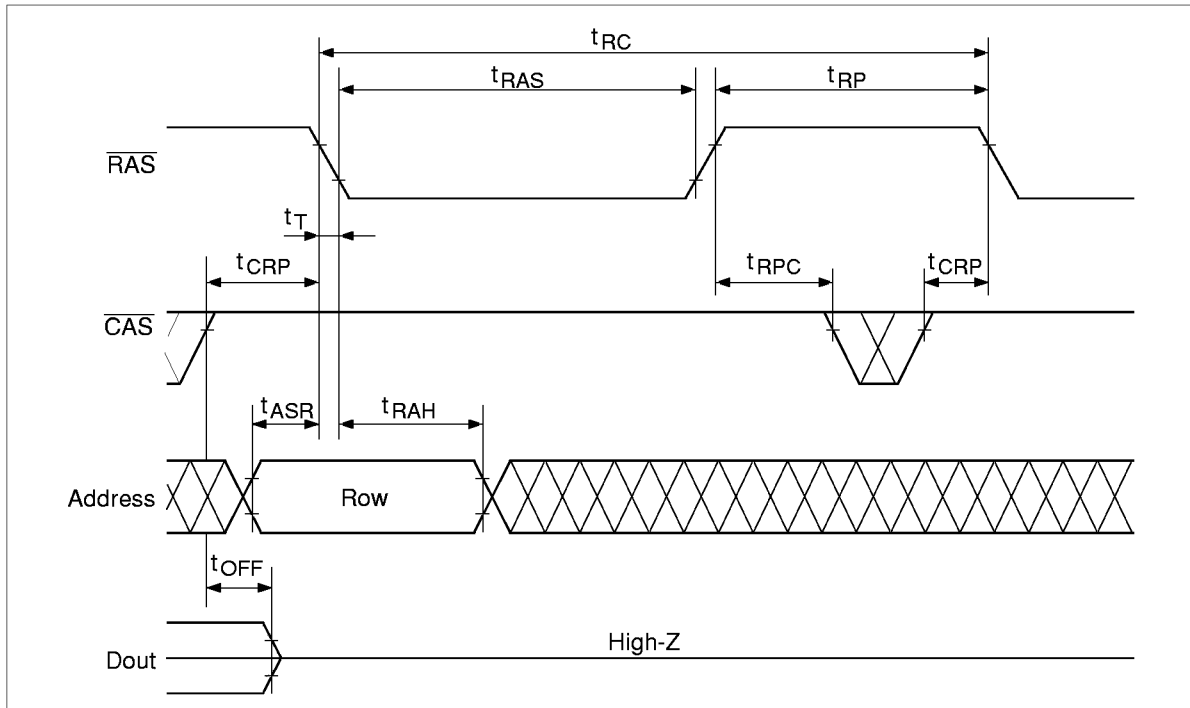 tRC
tRAS
tRP
RAS
tT
tCRP
tRPC
tCRP
CAS
tASR
tRAH
Address
Row
tOFF
High-Z
Dout